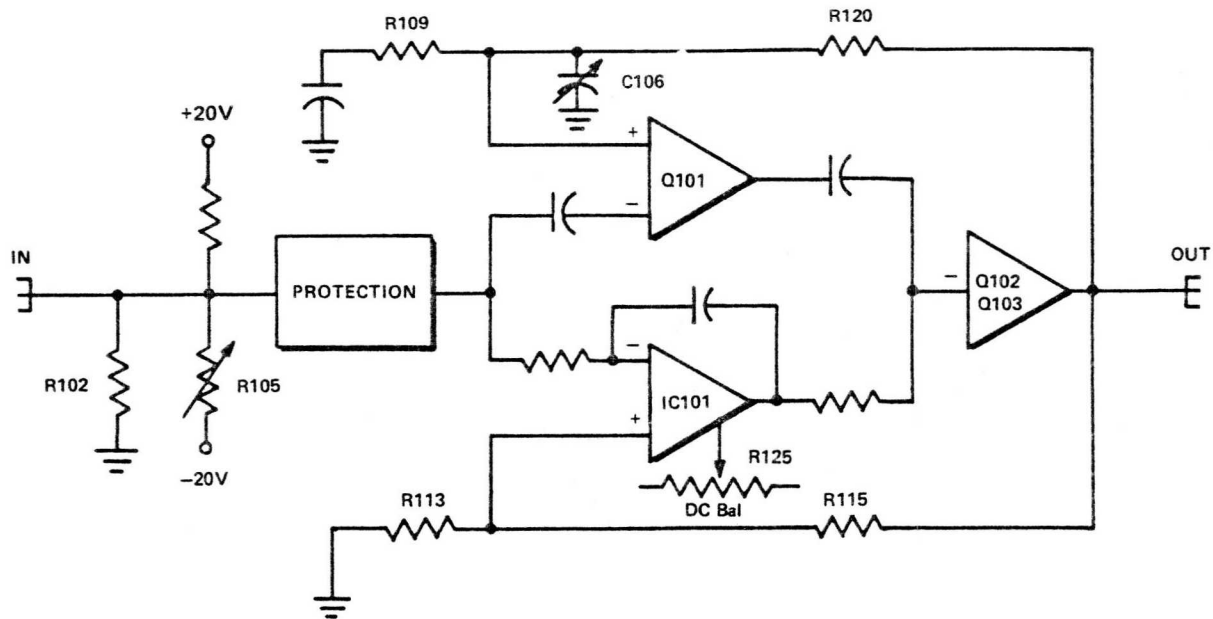 R109
R120
C106
+20V
+
Q101
−
IN
OUT
PROTECTION
−
Q102
Q103
R102
R105
−
IC101
+
−20V
R125
DC Bal
R113
R115